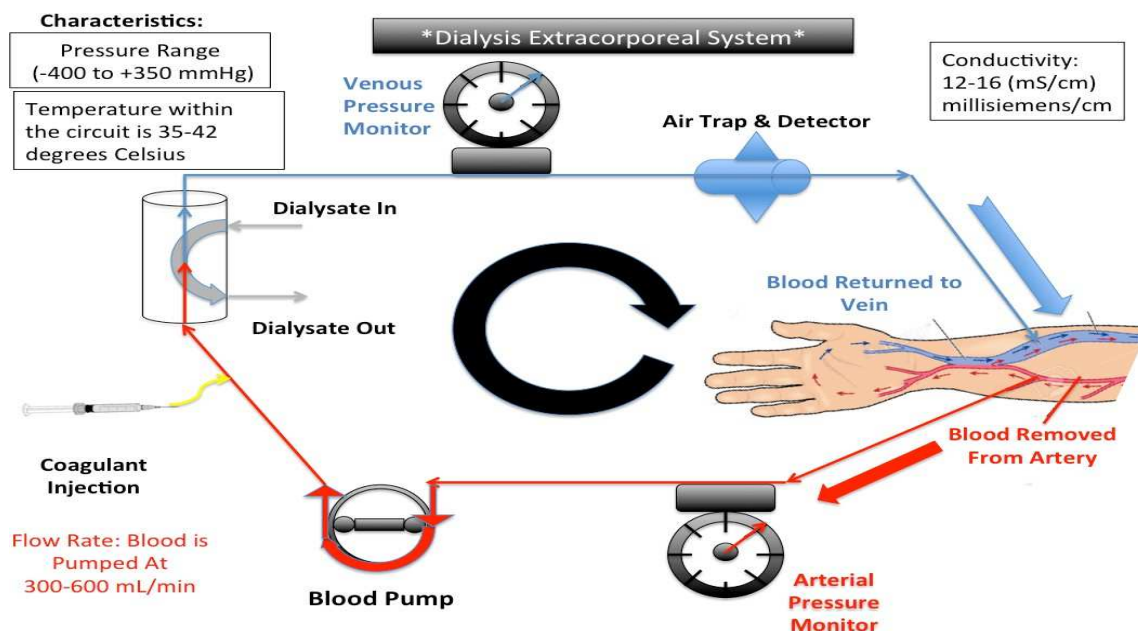 Characteristics:
Pressure Range
(-400 to +350 mmHg)
Temperature within
the circuit is 35-42
degrees Celsius
*Dialysis Extracorporeal System*
Conductivity:
12-16 (mS/cm)
millisiemens/cm
Venous
Pressure
Monitor
Air Trap & Detector
Dialysate In
Dialysate Out
Blood Returned to
Vein
Blood Removed
From Artery
Coagulant
Injection
Flow Rate: Blood is
Pumped At
300-600 mL/min
Blood Pump
Arterial
Pressure
Monitor